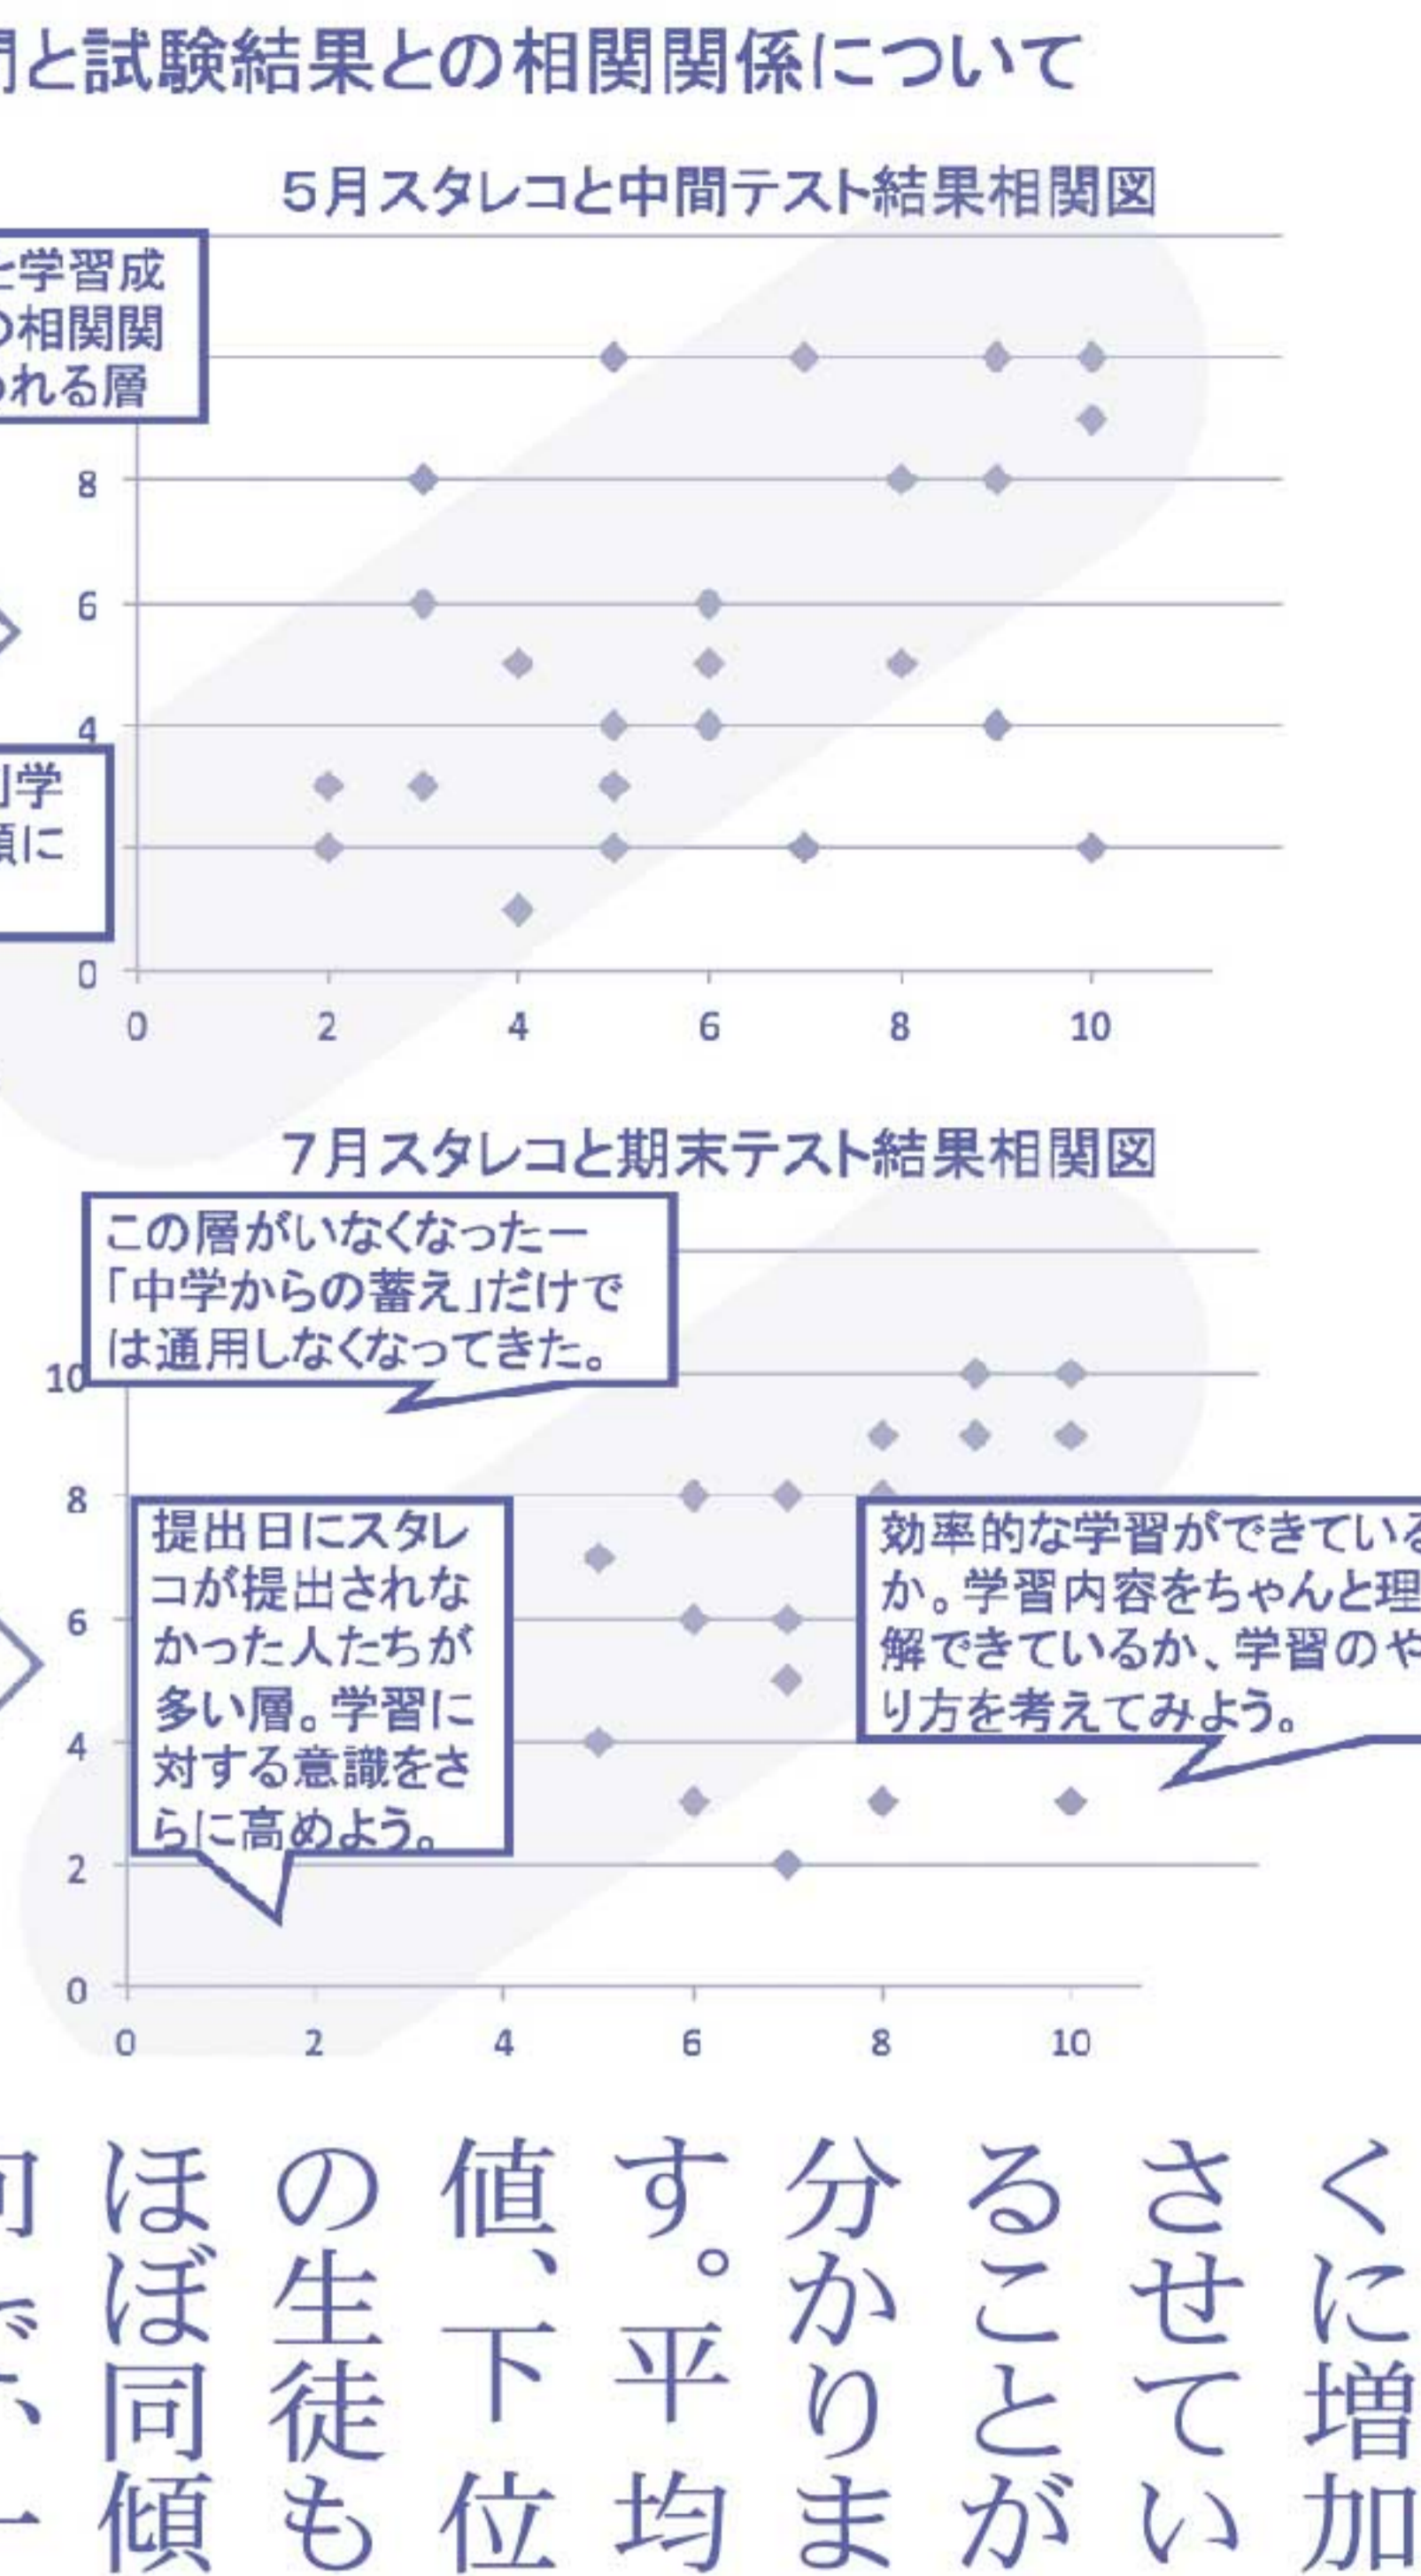 と試験結果との相関関係について
5月スタレコと中間テスト結果相関図
と学習成
の相関関
われる層
8
6
4
学
に
0
0 2 4 6 8 10
7月スタレコと期末テスト結果相関図
この層がいなくなったー
「中学からの蓄え」だけで
は通用しなくなってきた。
10
8
提出日にスタレ
コが提出されな
かった人たちが
多い層。学習に
対する意識をさ
らに高めよう。
効率的な学習ができている
か。学習内容をちゃんと理
解できているか、学習のや
り方を考えてみよう。
6
4
2
0
0 2 4 6 8 10
くに増加
させてい
ることが
分かりま
す。平均
値、下位
の生徒も
ほぼ同傾